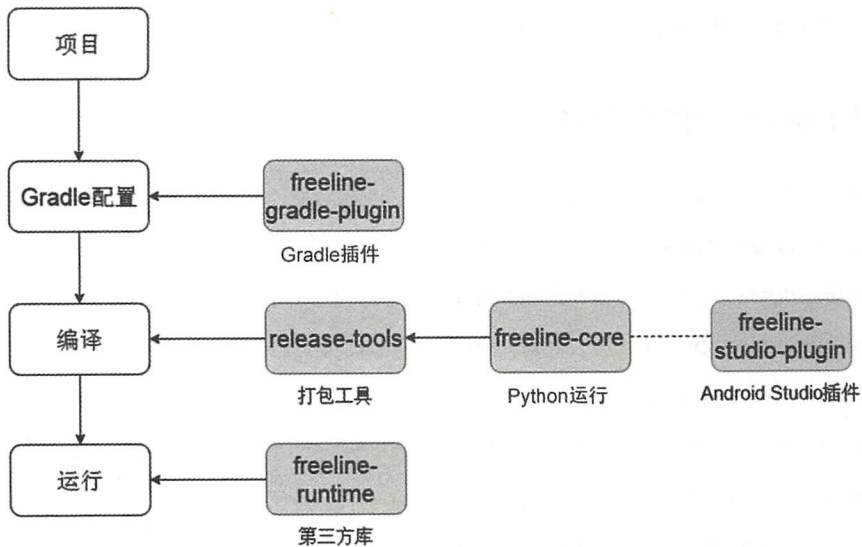 项目
Gradle配置
freeline-
gradle-plugin
Gradle插件
编译
release-tools
打包工具
freeline-core
Python运行
freeline-
studio-plugin
Android Studio插件
运行
freeline-
runtime
第三方库